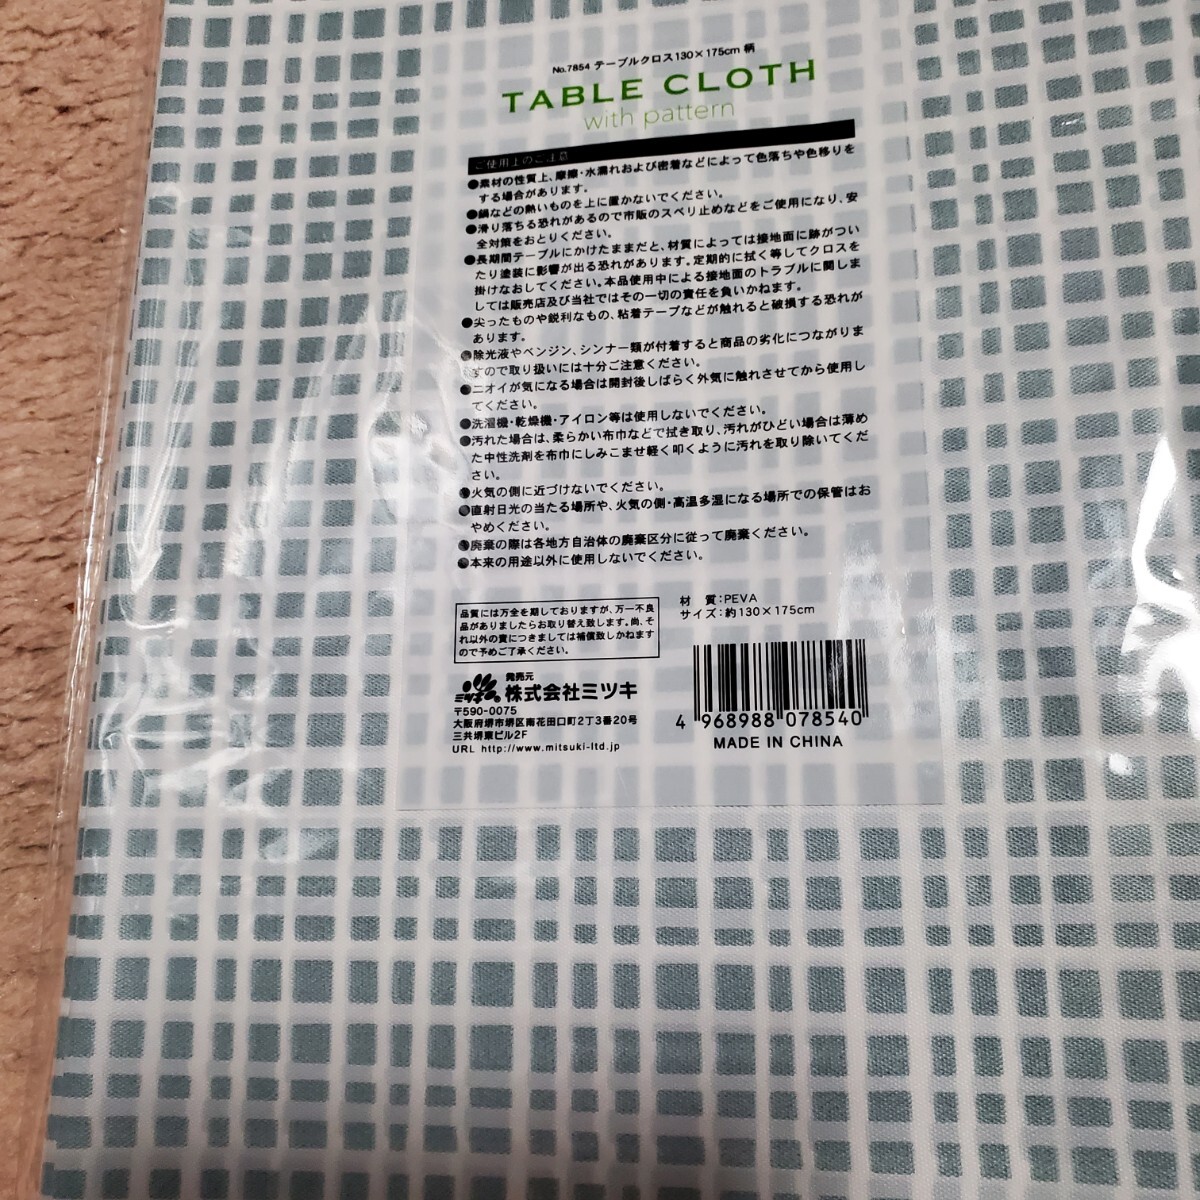 No.7854 テーブルクロス130×175cm 柄
TABLE CLOTH
with pattern
ご使用上のご注意
●素材の性質上、摩擦・水濡れおよび密着などによって色落ちや色移りを
する場合があります。
●鍋などの熱いものを上に置かないでください。
●滑り落ちる恐れがあるので市販のスベリ止めなどをご使用になり、安
全対策をおとりください。
●長期間テーブルにかけたままだと、材質によっては接地面に跡がつい
たり塗装に影響が出る恐れがあります。定期的に拭く等してクロスを
掛けなおしてください。本品使用中による接地面のトラブルに関しま
しては販売店及び当社ではその一切の責任を負いかねます。
●尖ったものや鋭利なもの、粘着テープなどが触れると破損する恐れが
あります。
●除光液やベンジン、シンナー類が付着すると商品の劣化につながりま
すので取り扱いには十分ご注意ください。
●ニオイが気になる場合は開封後しばらく外気に触れさせてから使用し
てください。
●洗濯機・乾燥機・アイロン等は使用しないでください。
●汚れた場合は、柔らかい布巾などで拭き取り、汚れがひどい場合は薄め
た中性洗剤を布巾にしみこませ軽く叩くように汚れを取り除いてくだ
さい。
●火気の側に近づけないでください。
●直射日光の当たる場所や、火気の側・高温多湿になる場所での保管はお
やめください。
●廃棄の際は各地方自治体の廃棄区分に従って廃棄ください。
●本来の用途以外に使用しないでください。
品質には万全を期しておりますが、万一不良
品がありましたらお取り替え致します。尚、そ
れ以外の責につきましては補償致しかねます
ので予めご了承ください。
材 質:PEVA
サイズ:約130×175cm
発売元
ミツキ 株式会社ミツキ
〒590-0075
大阪府堺市堺区南花田口町2丁3番20号
三共堺東ビル2F
URL http://www.mitsuki-ltd.jp
4 968988 078540
MADE IN CHINA